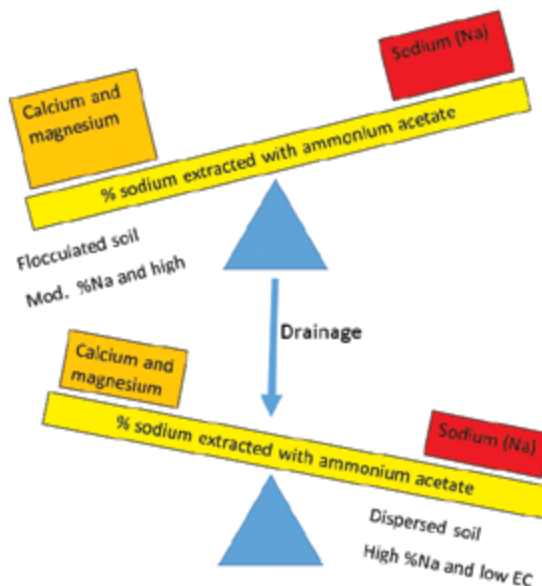 Sodium (Na)
Calcium and
magnesium
% sodium extracted with ammonium acetate
Flocculated soil
Mod. %Na and high
Drainage
Calcium and
magnesium
Sodium (Na)
% sodium extracted with ammonium acetate
Dispersed soil
High %Na and low EC